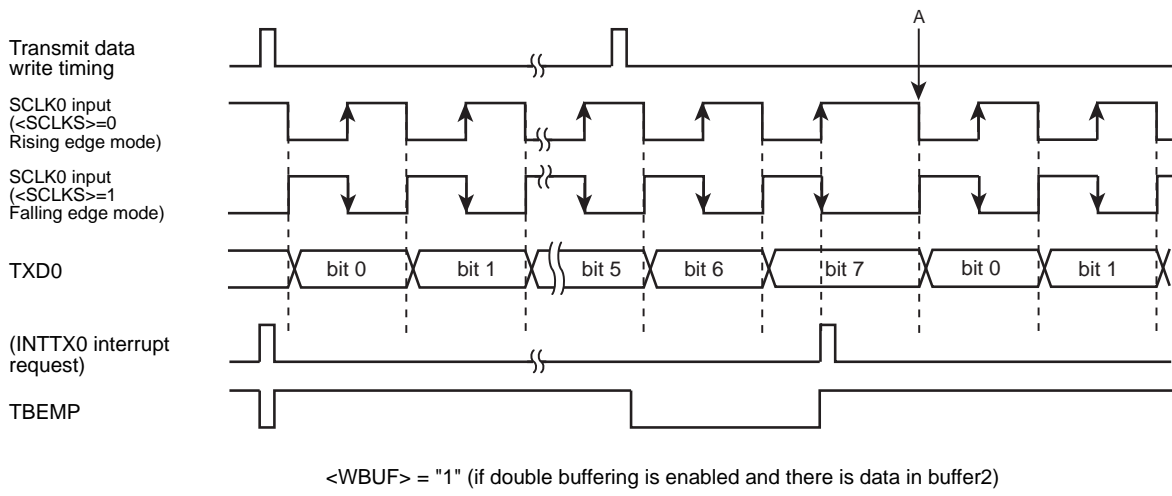 A
Transmit data
write timing
SCLK0 input
(<SCLKS>=0
Rising edge mode)
SCLK0 input
(<SCLKS>=1
Falling edge mode)
TXD0
bit 0
bit 1
bit 5
bit 6
bit 7
bit 0
bit 1
(INTTX0 interrupt
request)
TBEMP
<WBUF> = "1" (if double buffering is enabled and there is data in buffer2)